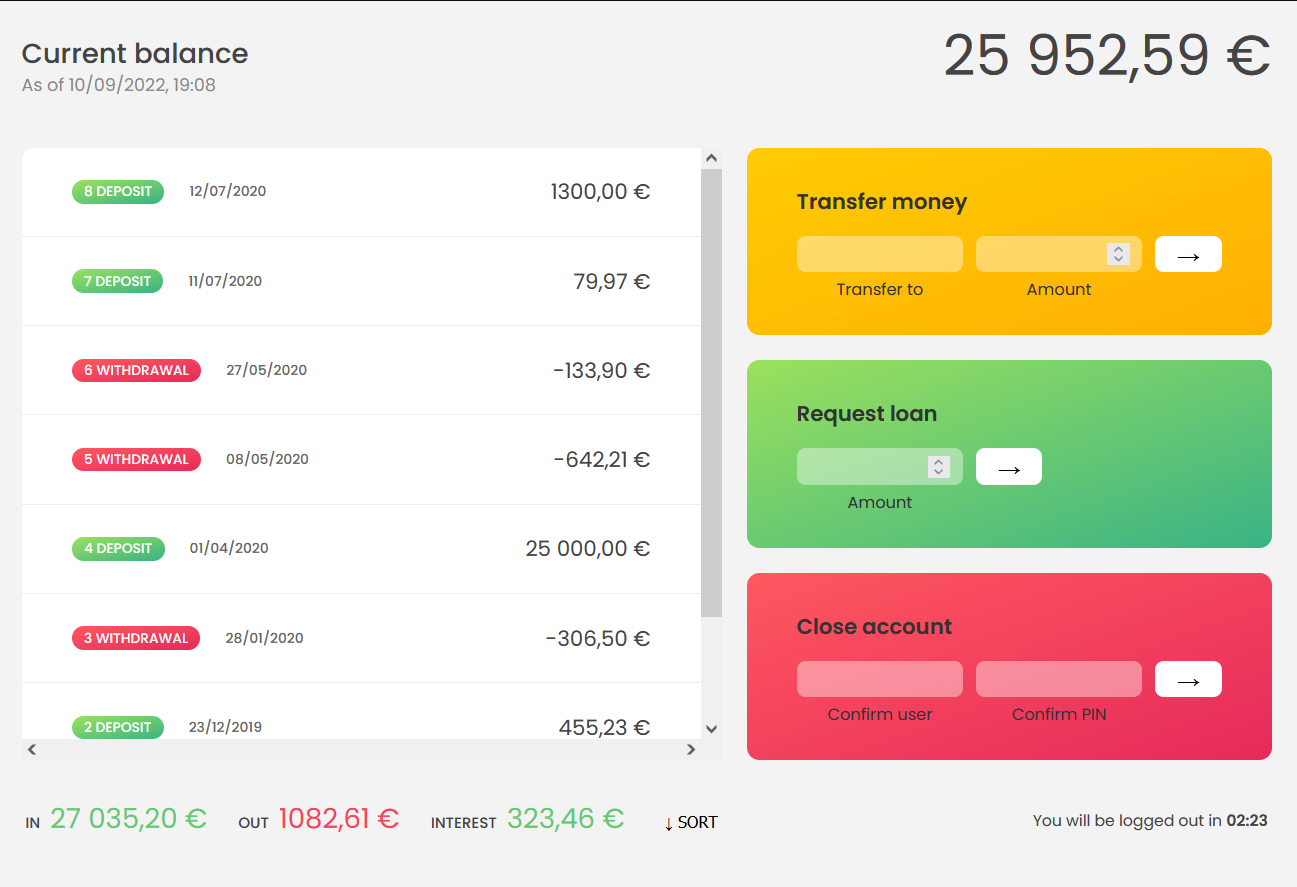 Current balance
As of 10/09/2022, 19:08
25 952,59 €
8 DEPOSIT 12/07/2020 1300,00 €
7 DEPOSIT 11/07/2020 79,97 €
6 WITHDRAWAL 27/05/2020 -133,90 €
5 WITHDRAWAL 08/05/2020 -642,21 €
4 DEPOSIT 01/04/2020 25 000,00 €
3 WITHDRAWAL 28/01/2020 -306,50 €
2 DEPOSIT 23/12/2019 455,23 €
Transfer money
→
Transfer to Amount
Request loan
→
Amount
Close account
→
Confirm user Confirm PIN
IN 27 035,20 € OUT 1082,61 € INTEREST 323,46 € ↓ SORT
You will be logged out in 02:23